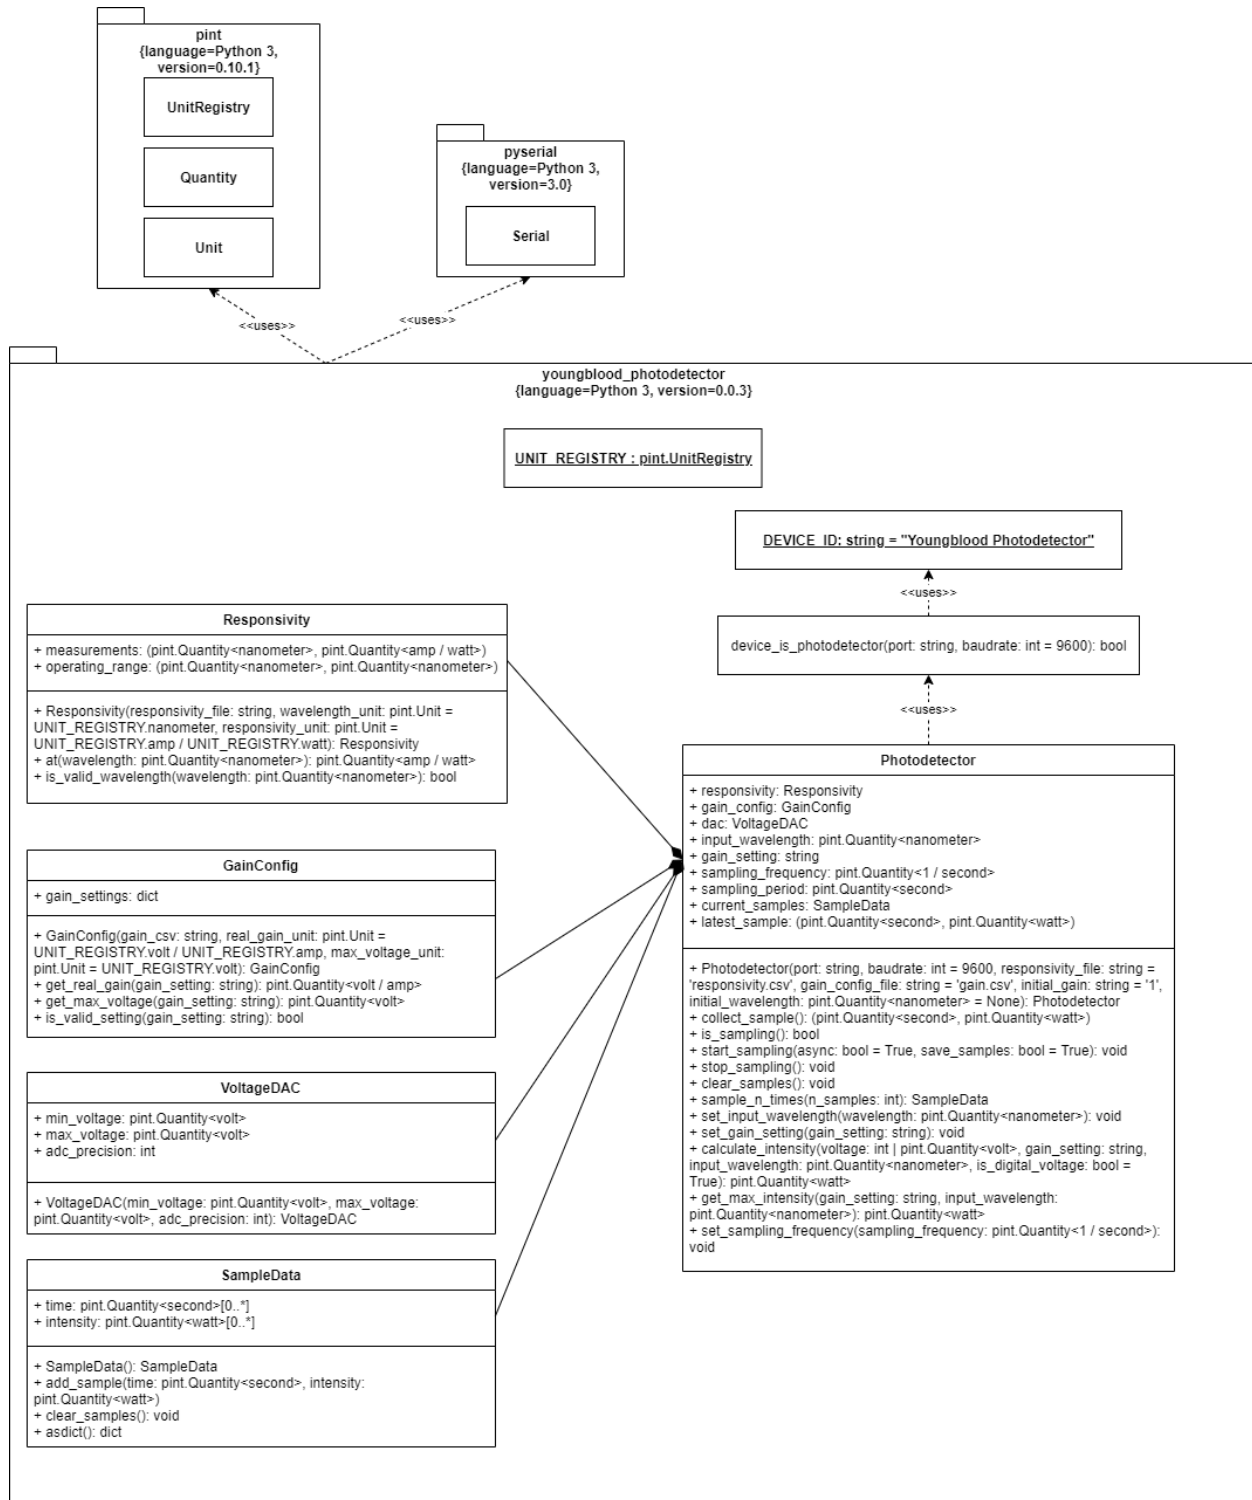 pint
{language=Python 3,
version=0.10.1}
UnitRegistry
Quantity
Unit
pyserial
{language=Python 3,
version=3.0}
Serial
<<uses>>
<<uses>>
youngblood_photodetector
{language=Python 3, version=0.0.3}
UNIT_REGISTRY : pint.UnitRegistry
DEVICE_ID: string = "Youngblood Photodetector"
<<uses>>
device_is_photodetector(port: string, baudrate: int = 9600): bool
<<uses>>
Responsivity
+ measurements: (pint.Quantity<nanometer>, pint.Quantity<amp / watt>)
+ operating_range: (pint.Quantity<nanometer>, pint.Quantity<nanometer>)
+ Responsivity(responsivity_file: string, wavelength_unit: pint.Unit =
UNIT_REGISTRY.nanometer, responsivity_unit: pint.Unit =
UNIT_REGISTRY.amp / UNIT_REGISTRY.watt): Responsivity
+ at(wavelength: pint.Quantity<nanometer>): pint.Quantity<amp / watt>
+ is_valid_wavelength(wavelength: pint.Quantity<nanometer>): bool
GainConfig
+ gain_settings: dict
+ GainConfig(gain_csv: string, real_gain_unit: pint.Unit =
UNIT_REGISTRY.volt / UNIT_REGISTRY.amp, max_voltage_unit:
pint.Unit = UNIT_REGISTRY.volt): GainConfig
+ get_real_gain(gain_setting: string): pint.Quantity<volt / amp>
+ get_max_voltage(gain_setting: string): pint.Quantity<volt>
+ is_valid_setting(gain_setting: string): bool
VoltageDAC
+ min_voltage: pint.Quantity<volt>
+ max_voltage: pint.Quantity<volt>
+ adc_precision: int
+ VoltageDAC(min_voltage: pint.Quantity<volt>, max_voltage:
pint.Quantity<volt>, adc_precision: int): VoltageDAC
SampleData
+ time: pint.Quantity<second>[0..*]
+ intensity: pint.Quantity<watt>[0..*]
+ SampleData(): SampleData
+ add_sample(time: pint.Quantity<second>, intensity:
pint.Quantity<watt>)
+ clear_samples(): void
+ asdict(): dict
Photodetector
+ responsivity: Responsivity
+ gain_config: GainConfig
+ dac: VoltageDAC
+ input_wavelength: pint.Quantity<nanometer>
+ gain_setting: string
+ sampling_frequency: pint.Quantity<1 / second>
+ sampling_period: pint.Quantity<second>
+ current_samples: SampleData
+ latest_sample: (pint.Quantity<second>, pint.Quantity<watt>)
+ Photodetector(port: string, baudrate: int = 9600, responsivity_file: string =
'responsivity.csv', gain_config_file: string = 'gain.csv', initial_gain: string = '1',
initial_wavelength: pint.Quantity<nanometer> = None): Photodetector
+ collect_sample(): (pint.Quantity<second>, pint.Quantity<watt>)
+ is_sampling(): bool
+ start_sampling(async: bool = True, save_samples: bool = True): void
+ stop_sampling(): void
+ clear_samples(): void
+ sample_n_times(n_samples: int): SampleData
+ set_input_wavelength(wavelength: pint.Quantity<nanometer>): void
+ set_gain_setting(gain_setting: string): void
+ calculate_intensity(voltage: int | pint.Quantity<volt>, gain_setting: string,
input_wavelength: pint.Quantity<nanometer>, is_digital_voltage: bool =
True): pint.Quantity<watt>
+ get_max_intensity(gain_setting: string, input_wavelength:
pint.Quantity<nanometer>): pint.Quantity<watt>
+ set_sampling_frequency(sampling_frequency: pint.Quantity<1 / second>):
void